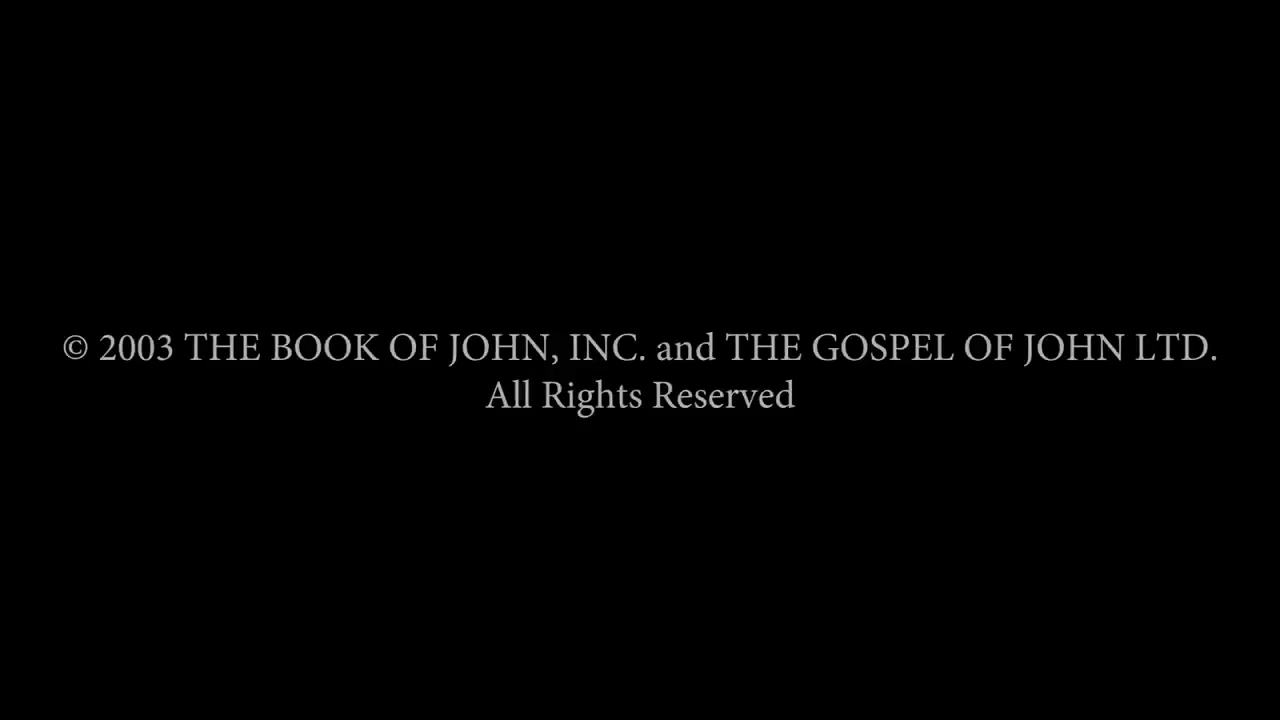 © 2003 THE BOOK OF JOHN, INC. and THE GOSPEL OF JOHN LTD.
All Rights Reserved